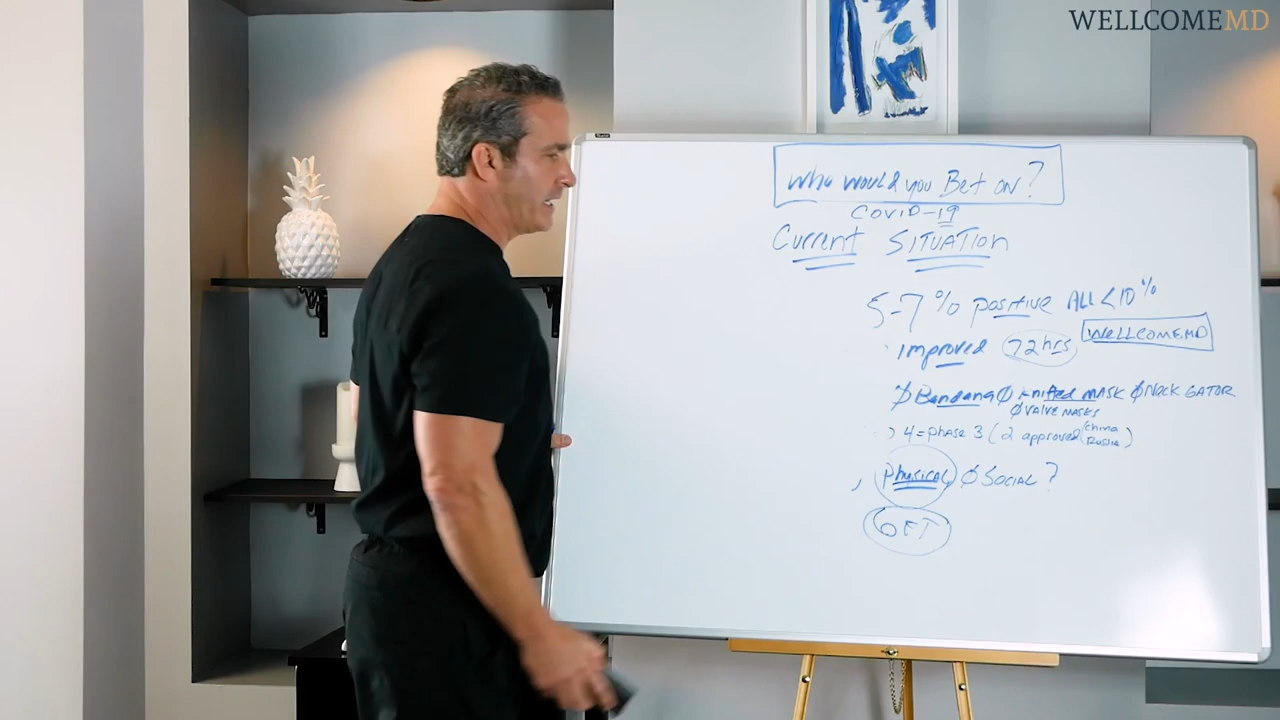 WELLCOMEMD
Who would you Bet on?
COVID-19
Current SITUATION
5-7% positive ALL <10%
improved 72hrs WELLCOMEMD
∅ Bandana ∅ Knitted MASK ∅ Neck GATOR
∅ VALVE MASKS
4 = phase 3 (2 approved (China
Russia)
Physical ∅ SOCIAL?
6FT